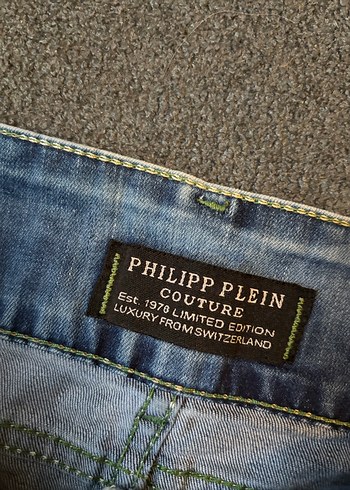 PHILIPP PLEIN
COUTURE
Est. 1978 LIMITED EDITION
LUXURY FROM SWITZERLAND